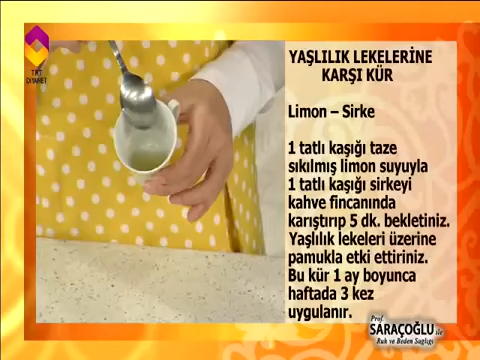 TRT
DİYANET
YAŞLILIK LEKELERİNE
KARŞI KÜR
Limon – Sirke
1 tatlı kaşığı taze
sıkılmış limon suyuyla
1 tatlı kaşığı sirkeyi
kahve fincanında
karıştırıp 5 dk. bekletiniz.
Yaşlılık lekeleri üzerine
pamukla etki ettiriniz.
Bu kür 1 ay boyunca
haftada 3 kez
uygulanır.
Prof.
SARAÇOĞLU ile
Ruh ve Beden Sağlığı